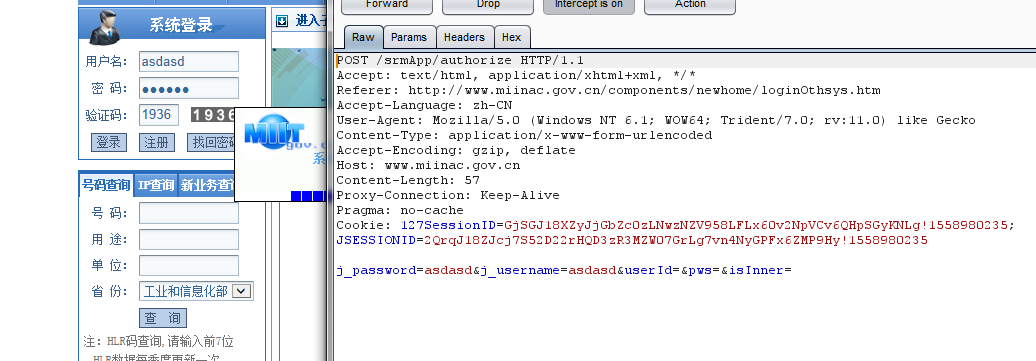 系统登录
用户名： asdasd
密 码： ●●●●●●
验证码： 1936 1936
登录 注册 找回密码
号码查询 IP查询 新业务查询
号 码：
用 途：
单 位：
省 份： 工业和信息化部
查 询
注：HLR码查询,请输入前7位
HLR数据每季度更新一次
进入
MIIT
gov.c
系
Forward Drop Intercept is on Action
Raw Params Headers Hex
POST /srmApp/authorize HTTP/1.1
Accept: text/html, application/xhtml+xml, */*
Referer: http://www.miinac.gov.cn/components/newhome/loginOthsys.htm
Accept-Language: zh-CN
User-Agent: Mozilla/5.0 (Windows NT 6.1; WOW64; Trident/7.0; rv:11.0) like Gecko
Content-Type: application/x-www-form-urlencoded
Accept-Encoding: gzip, deflate
Host: www.miinac.gov.cn
Content-Length: 57
Proxy-Connection: Keep-Alive
Pragma: no-cache
Cookie: 127SessionID=GjSGJ18XZyJjGbZcOzLNwzNZV958LFLx6Ov2NpVCv6QHpSGyKNLg!1558980235;
JSESSIONID=2QrqJ18ZJcj7S52D22rHQD3zR3MZWO7GrLg7vn4NyGPFx6ZMP9Hy!1558980235
j_password=asdasd&j_username=asdasd&userId=&pws=&isInner=